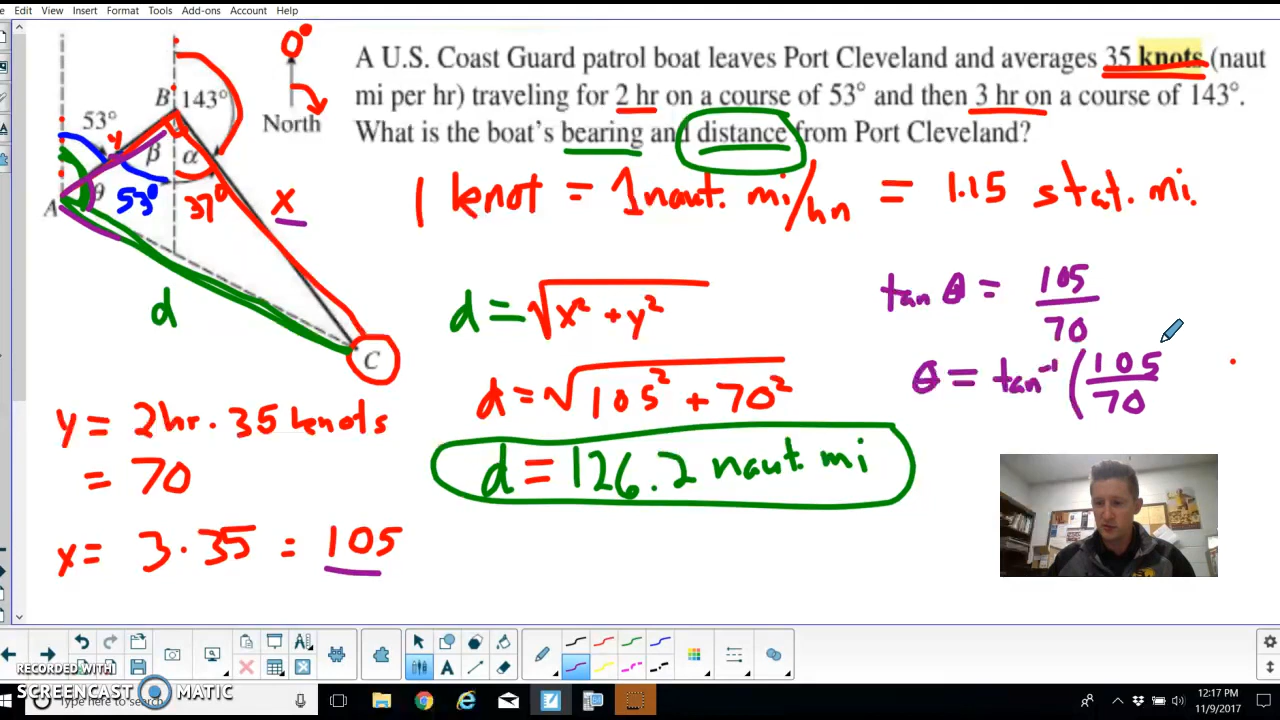 Edit View Insert Format Tools Add-ons Account Help
A U.S. Coast Guard patrol boat leaves Port Cleveland and averages 35 knots (naut
mi per hr) traveling for 2 hr on a course of 53° and then 3 hr on a course of 143°.
What is the boat's bearing and distance from Port Cleveland?
0°
North
B 143°
53°
y
β α
θ
53°
37°
x
A
d
C
1 knot = 1 naut. mi/hr = 1.15 stat. mi.
d = √x² + y²
d = √105² + 70²
d = 126.2 naut. mi
tan θ = 105
70
θ = tan⁻¹ (105
70
y = 2hr · 35 knots
= 70
x = 3 · 35 = 105
RECORDED WITH
SCREENCAST MATIC
Type here to search
12:17 PM
11/9/2017